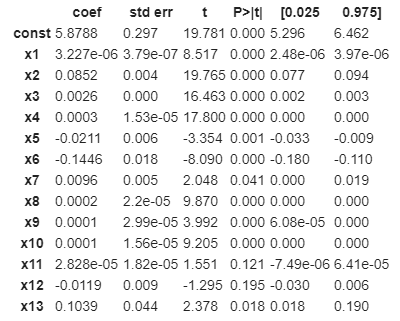 coef std err t P>|t| [0.025 0.975]
const 5.8788 0.297 19.781 0.000 5.296 6.462
x1 3.227e-06 3.79e-07 8.517 0.000 2.48e-06 3.97e-06
x2 0.0852 0.004 19.765 0.000 0.077 0.094
x3 0.0026 0.000 16.463 0.000 0.002 0.003
x4 0.0003 1.53e-05 17.800 0.000 0.000 0.000
x5 -0.0211 0.006 -3.354 0.001 -0.033 -0.009
x6 -0.1446 0.018 -8.090 0.000 -0.180 -0.110
x7 0.0096 0.005 2.048 0.041 0.000 0.019
x8 0.0002 2.2e-05 9.870 0.000 0.000 0.000
x9 0.0001 2.99e-05 3.992 0.000 6.08e-05 0.000
x10 0.0001 1.56e-05 9.205 0.000 0.000 0.000
x11 2.828e-05 1.82e-05 1.551 0.121 -7.49e-06 6.41e-05
x12 -0.0119 0.009 -1.295 0.195 -0.030 0.006
x13 0.1039 0.044 2.378 0.018 0.018 0.190